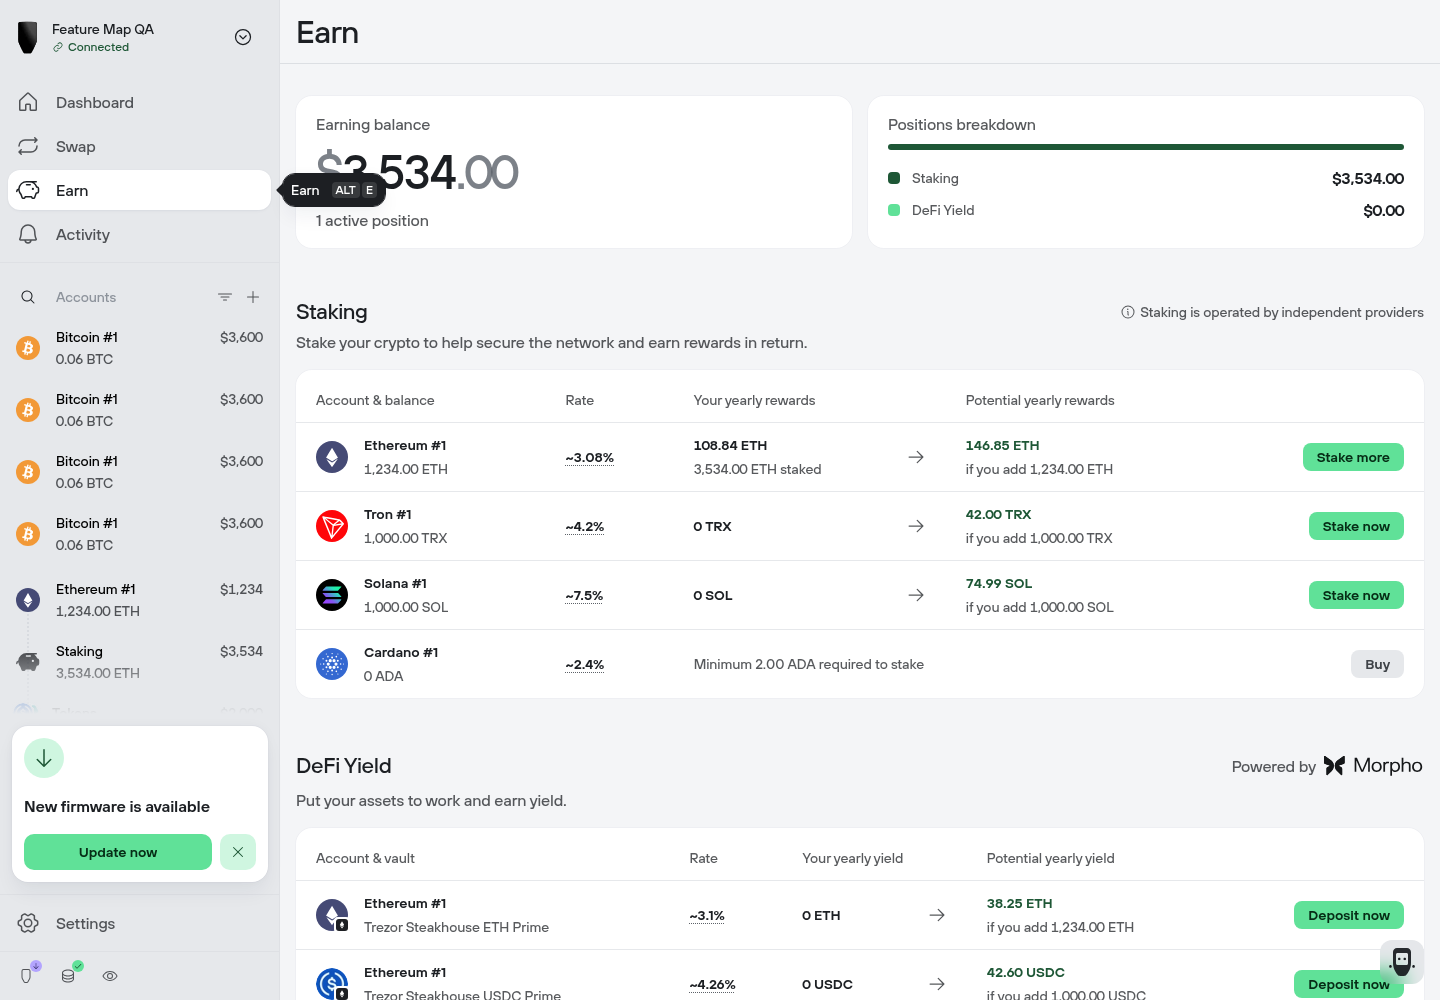 Feature Map QA
Connected
Dashboard
Swap
Earn
Activity
Accounts
Bitcoin #1 $3,600
0.06 BTC
Bitcoin #1 $3,600
0.06 BTC
Bitcoin #1 $3,600
0.06 BTC
Bitcoin #1 $3,600
0.06 BTC
Ethereum #1 $1,234
1,234.00 ETH
Staking $3,534
3,534.00 ETH
New firmware is available
Update now
Settings
Earn
Earn ALT E
Earning balance
$3,534.00
1 active position
Positions breakdown
Staking $3,534.00
DeFi Yield $0.00
Staking
Staking is operated by independent providers
Stake your crypto to help secure the network and earn rewards in return.
Account & balance Rate Your yearly rewards Potential yearly rewards
Ethereum #1 ~3.08% 108.84 ETH 146.85 ETH Stake more
1,234.00 ETH 3,534.00 ETH staked if you add 1,234.00 ETH
Tron #1 ~4.2% 0 TRX 42.00 TRX Stake now
1,000.00 TRX if you add 1,000.00 TRX
Solana #1 ~7.5% 0 SOL 74.99 SOL Stake now
1,000.00 SOL if you add 1,000.00 SOL
Cardano #1 ~2.4% Minimum 2.00 ADA required to stake Buy
0 ADA
DeFi Yield
Powered by Morpho
Put your assets to work and earn yield.
Account & vault Rate Your yearly yield Potential yearly yield
Ethereum #1 ~3.1% 0 ETH 38.25 ETH Deposit now
Trezor Steakhouse ETH Prime if you add 1,234.00 ETH
Ethereum #1 ~4.26% 0 USDC 42.60 USDC Deposit now
Trezor Steakhouse USDC Prime if you add 1,000.00 USDC